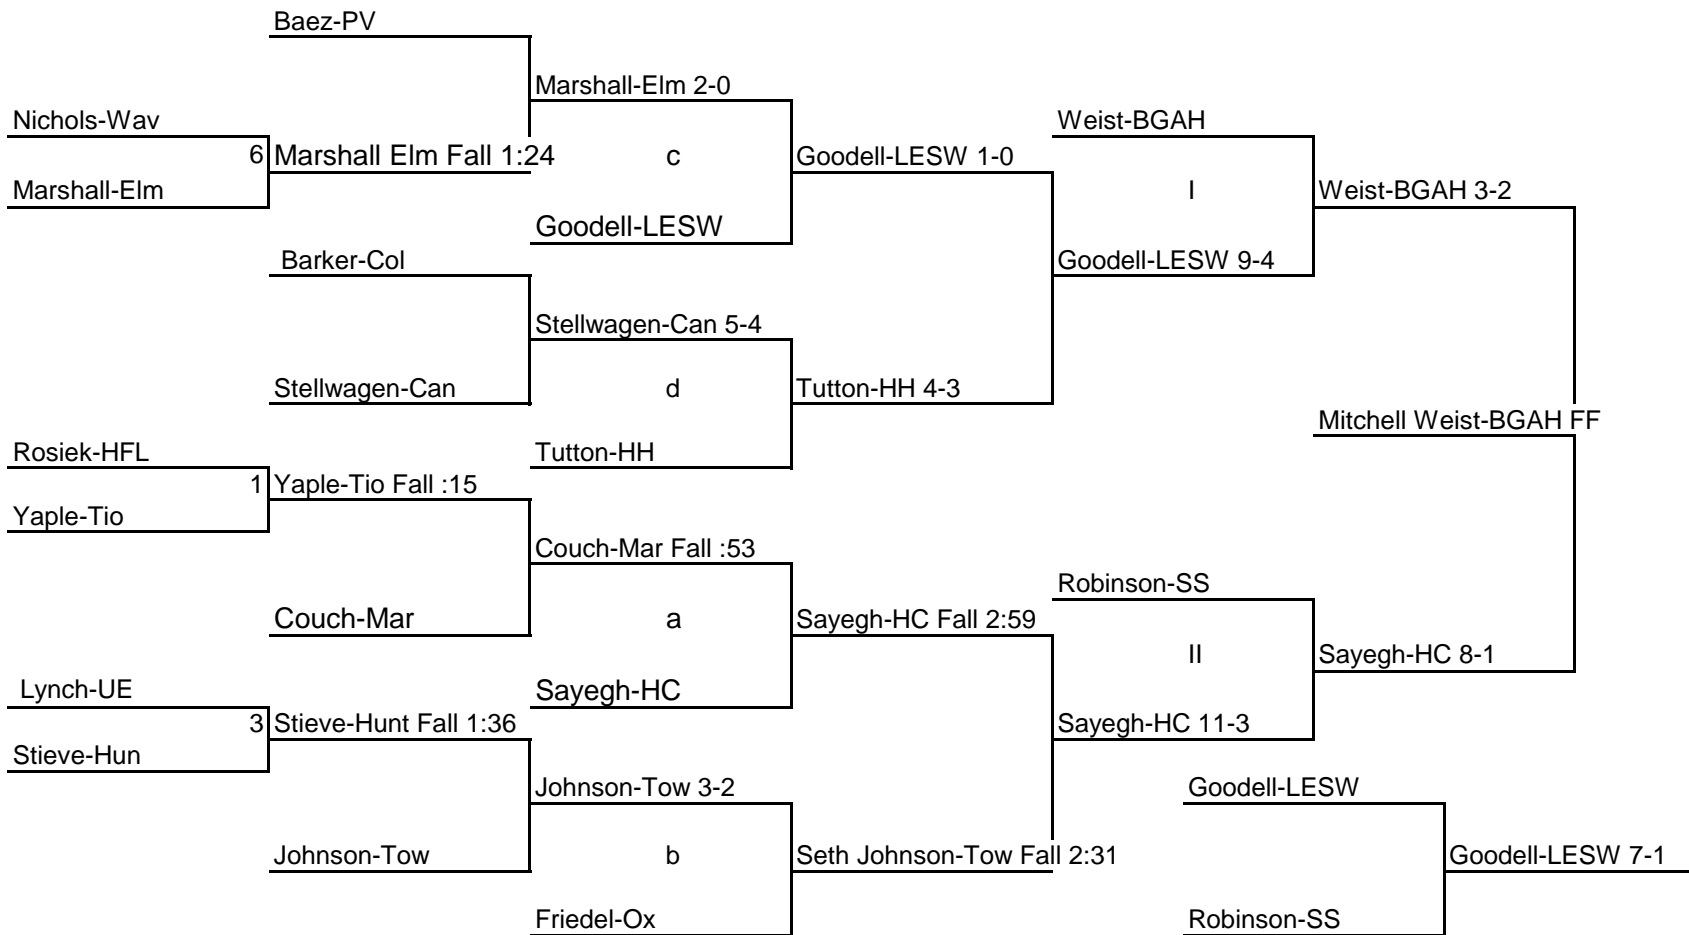 Baez-PV
Marshall-Elm 2-0
Nichols-Wav
Weist-BGAH
6
Marshall Elm Fall 1:24
c
Goodell-LESW 1-0
Marshall-Elm
I
Weist-BGAH 3-2
Goodell-LESW
Barker-Col
Goodell-LESW 9-4
Stellwagen-Can 5-4
Stellwagen-Can
d
Tutton-HH 4-3
Mitchell Weist-BGAH FF
Rosiek-HFL
Tutton-HH
1
Yaple-Tio Fall :15
Yaple-Tio
Couch-Mar Fall :53
Robinson-SS
Couch-Mar
a
Sayegh-HC Fall 2:59
II
Sayegh-HC 8-1
Lynch-UE
Sayegh-HC
3
Stieve-Hunt Fall 1:36
Sayegh-HC 11-3
Stieve-Hun
Johnson-Tow 3-2
Goodell-LESW
Johnson-Tow
b
Seth Johnson-Tow Fall 2:31
Goodell-LESW 7-1
Friedel-Ox
Robinson-SS